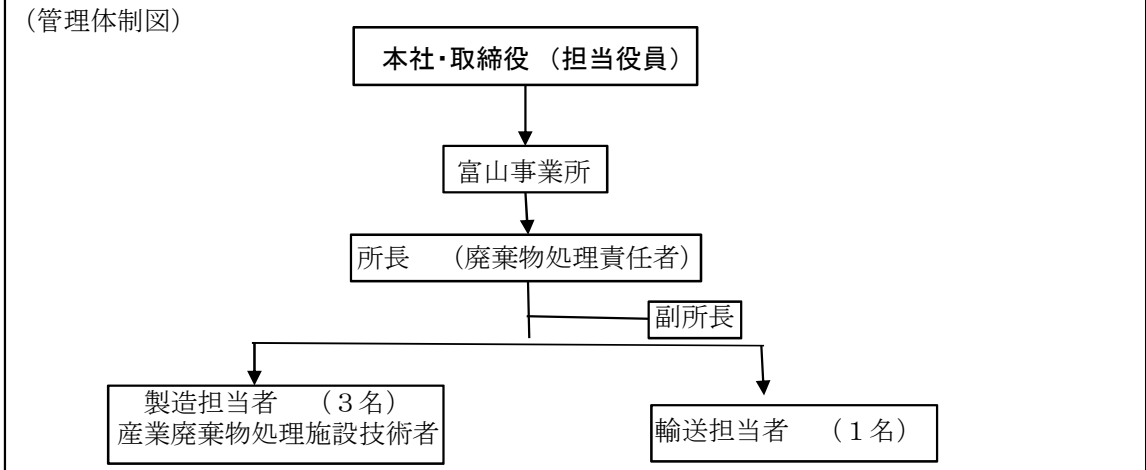 （管理体制図）
本社・取締役 （担当役員）
富山事業所
所長　（廃棄物処理責任者）
副所長
製造担当者　（３名）
産業廃棄物処理施設技術者
輸送担当者　（１名）